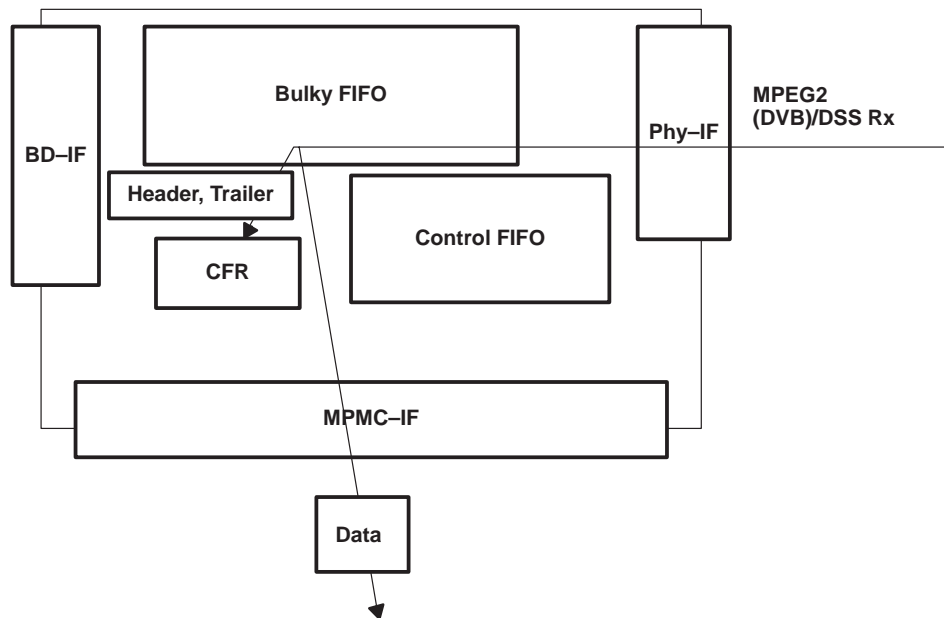 Bulky FIFO
MPEG2
(DVB)/DSS Rx
Phy–IF
BD–IF
Header, Trailer
Control FIFO
CFR
MPMC–IF
Data